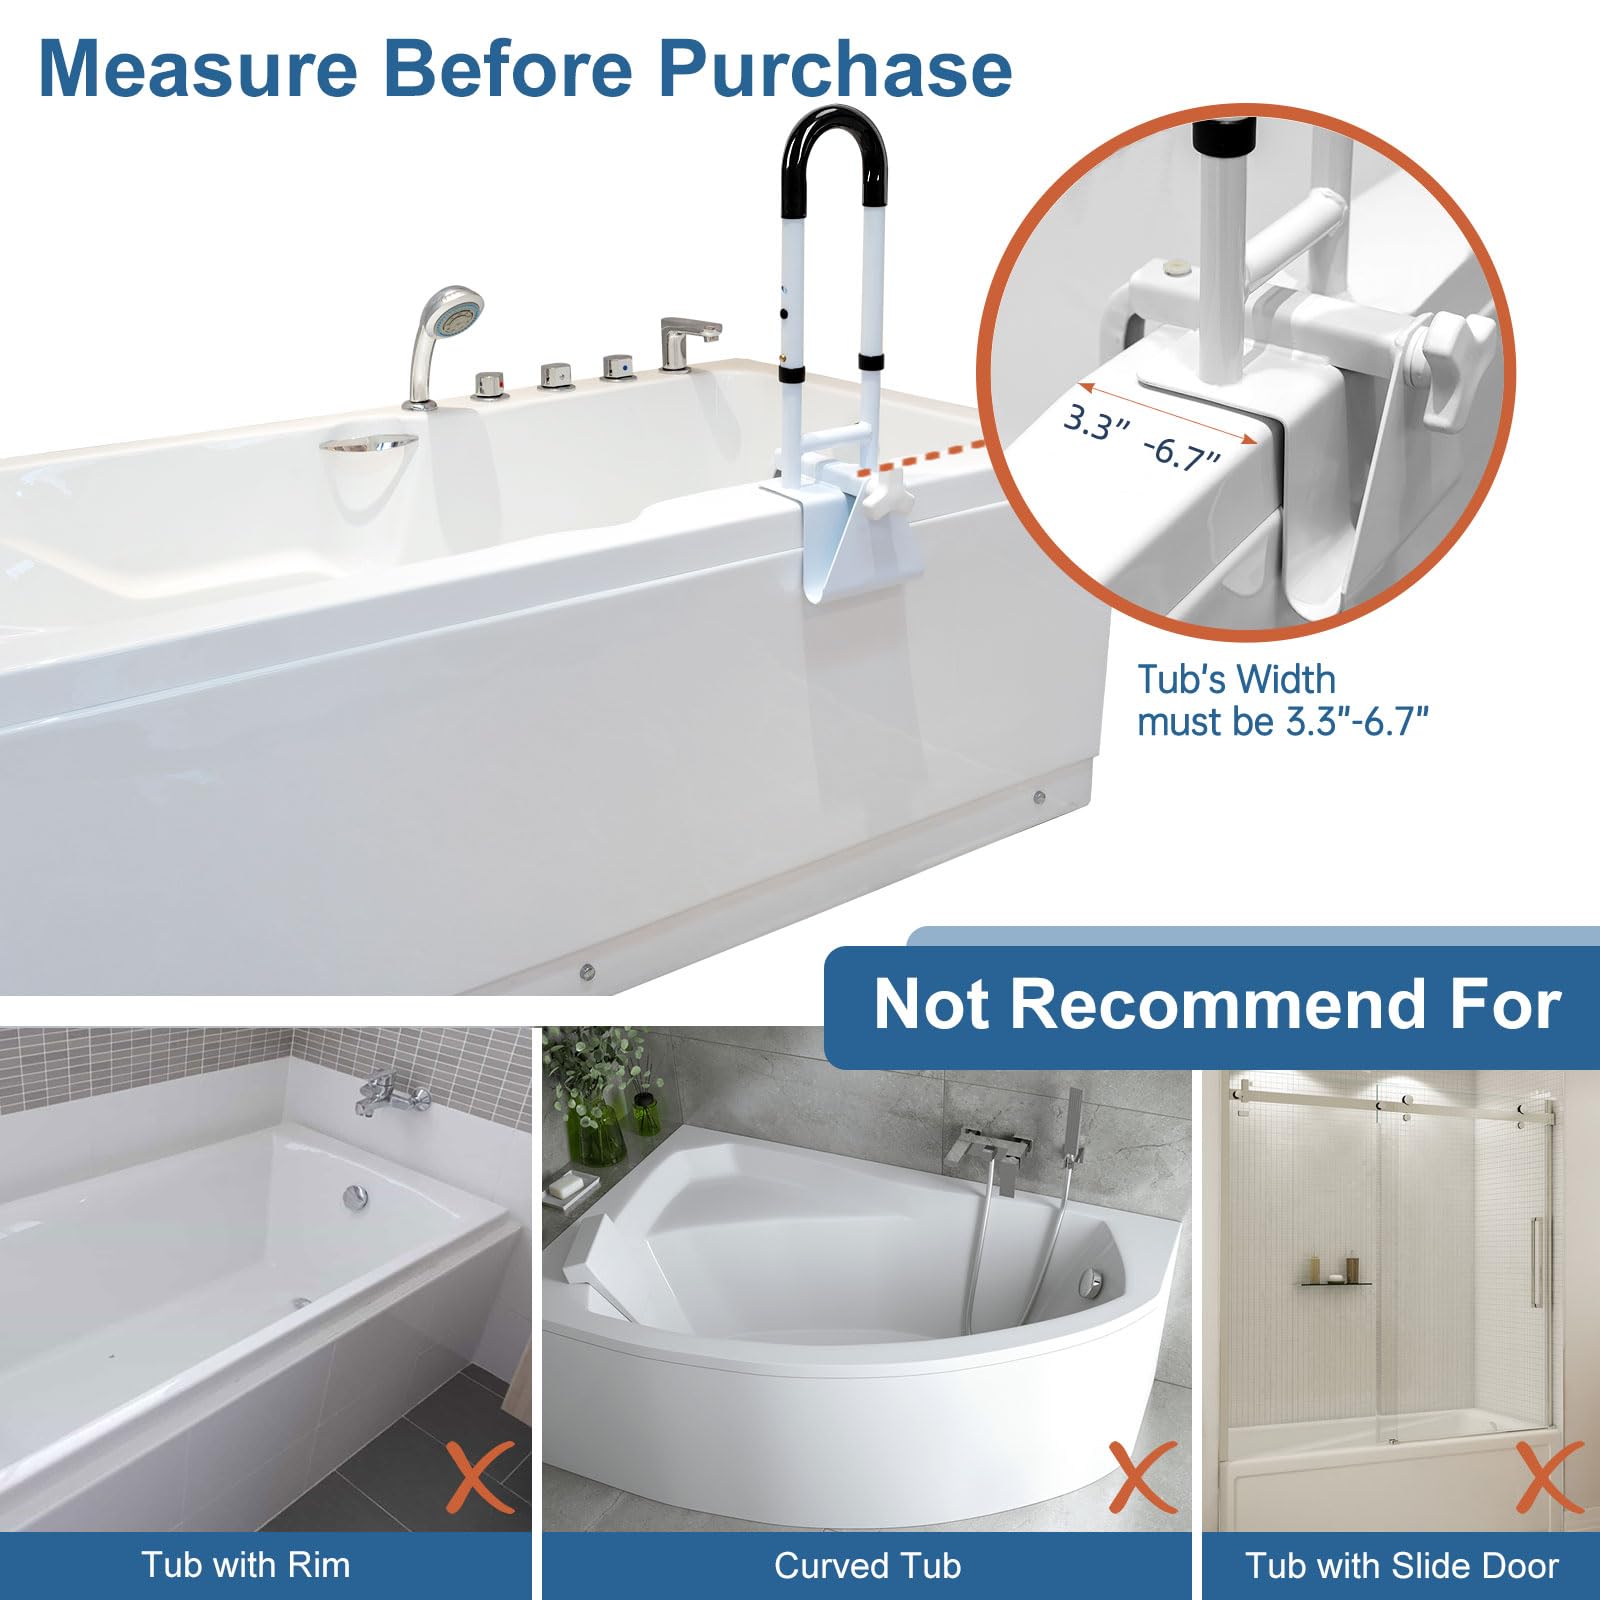 Measure Before Purchase
3.3" -6.7"
Tub's Width
must be 3.3"-6.7"
Not Recommend For
Tub with Rim
Curved Tub
Tub with Slide Door